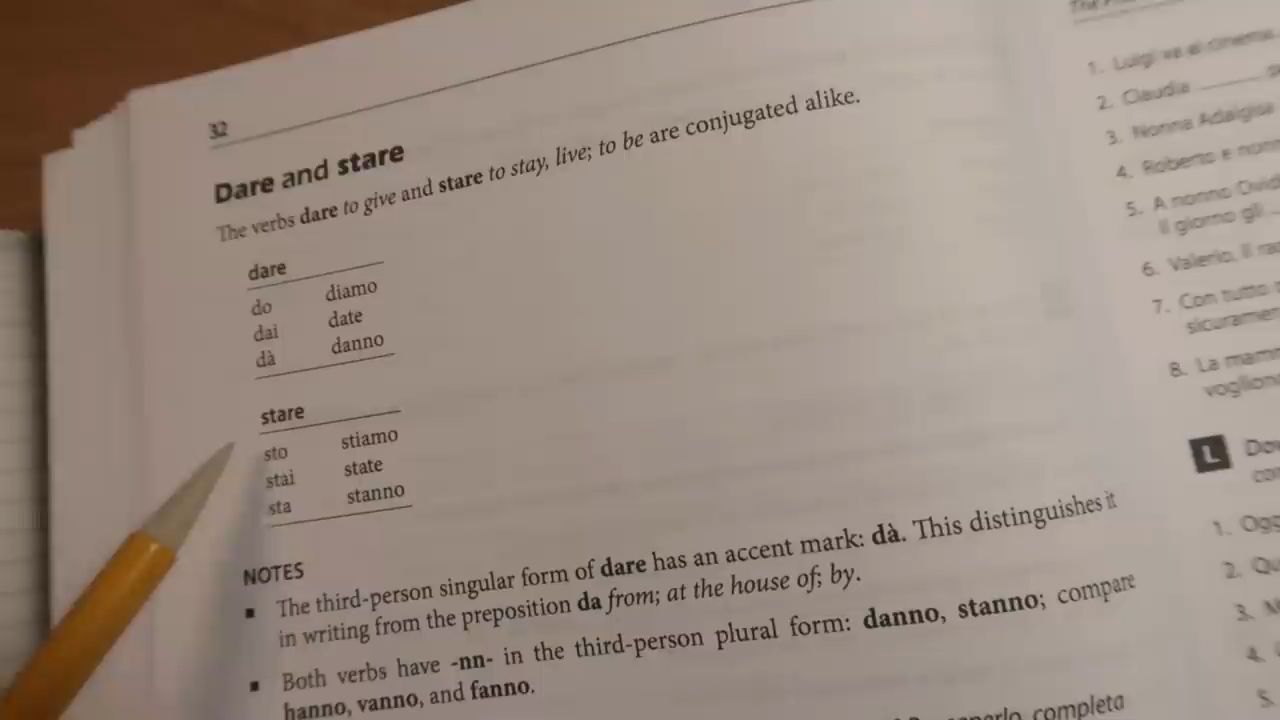 32
Dare and stare
The verbs dare to give and stare to stay, live; to be are conjugated alike.
dare
do diamo
dai date
dà danno
stare
sto stiamo
stai state
sta stanno
NOTES
▪ The third-person singular form of dare has an accent mark: dà. This distinguishes it
in writing from the preposition da from; at the house of; by.
▪ Both verbs have -nn- in the third-person plural form: danno, stanno; compare
hanno, vanno, and fanno.
completa
1. Luigi va al cinema
2. Claudia ______
3. Nonna Adalgisa
4. Roberto e
5. A nonno
Il giorno gli
6. Valerio, il
7. Con tutto
8. La
L
1.
2.
3.
4.
5.